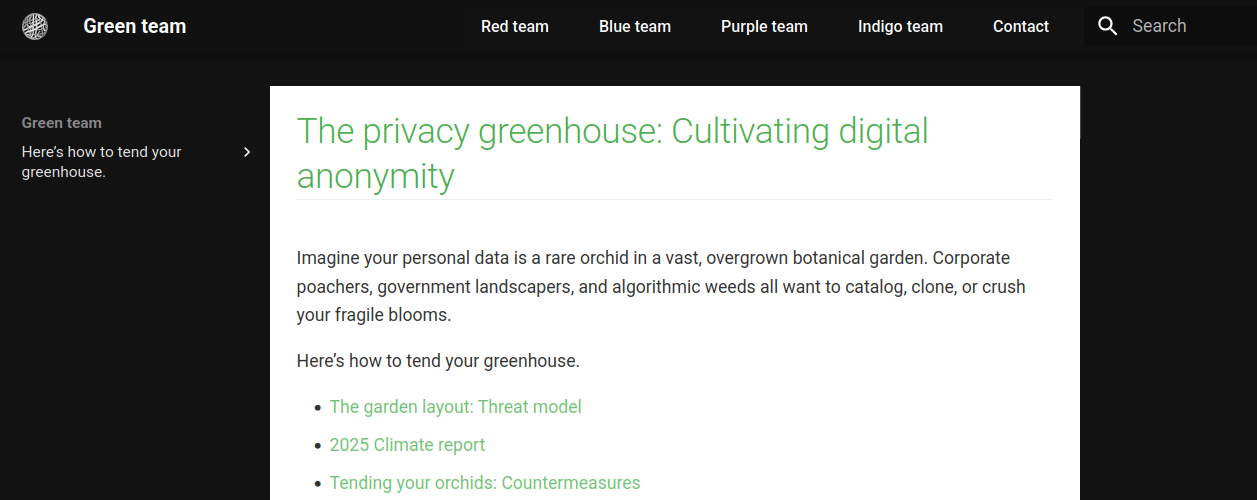 Green team
Red team
Blue team
Purple team
Indigo team
Contact
Search
Green team
Here’s how to tend your
greenhouse.
The privacy greenhouse: Cultivating digital
anonymity
Imagine your personal data is a rare orchid in a vast, overgrown botanical garden. Corporate
poachers, government landscapers, and algorithmic weeds all want to catalog, clone, or crush
your fragile blooms.
Here’s how to tend your greenhouse.
• The garden layout: Threat model
• 2025 Climate report
• Tending your orchids: Countermeasures